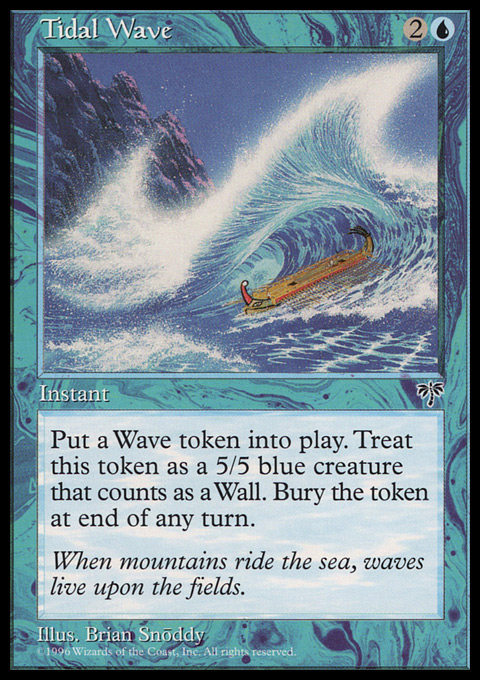 Tidal Wave 2
Instant
Put a Wave token into play. Treat
this token as a 5/5 blue creature
that counts as a Wall. Bury the token
at end of any turn.
When mountains ride the sea, waves
live upon the fields.
Illus. Brian Snōddy
©1996 Wizards of the Coast, Inc. All rights reserved.